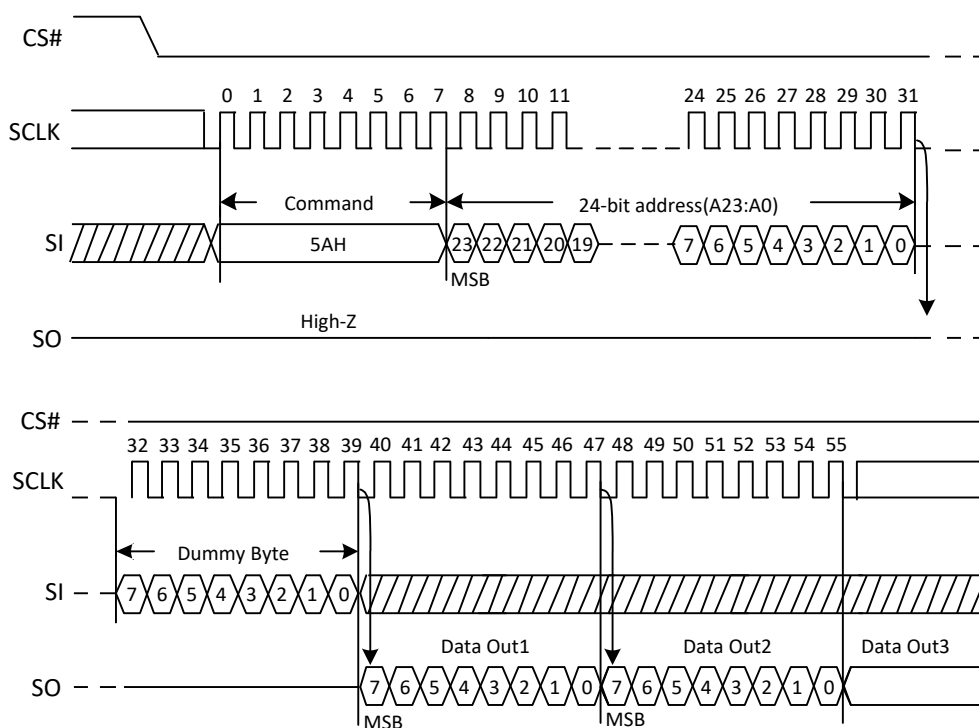 CS#
0 1 2 3 4 5 6 7 8 9 10 11 24 25 26 27 28 29 30 31
SCLK
Command 24-bit address(A23:A0)
SI 5AH 23 22 21 20 19 7 6 5 4 3 2 1 0
MSB
High-Z
SO
CS#
32 33 34 35 36 37 38 39 40 41 42 43 44 45 46 47 48 49 50 51 52 53 54 55
SCLK
Dummy Byte
SI 7 6 5 4 3 2 1 0
Data Out1 Data Out2 Data Out3
SO 7 6 5 4 3 2 1 0 7 6 5 4 3 2 1 0
MSB MSB